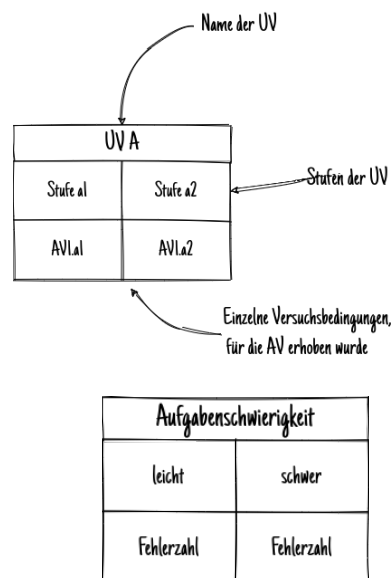 Name der UV
UV A
Stufe a1 Stufe a2
Stufen der UV
AV1.a1 AV1.a2
Einzelne Versuchsbedingungen,
für die AV erhoben wurde
Aufgabenschwierigkeit
leicht schwer
Fehlerzahl Fehlerzahl